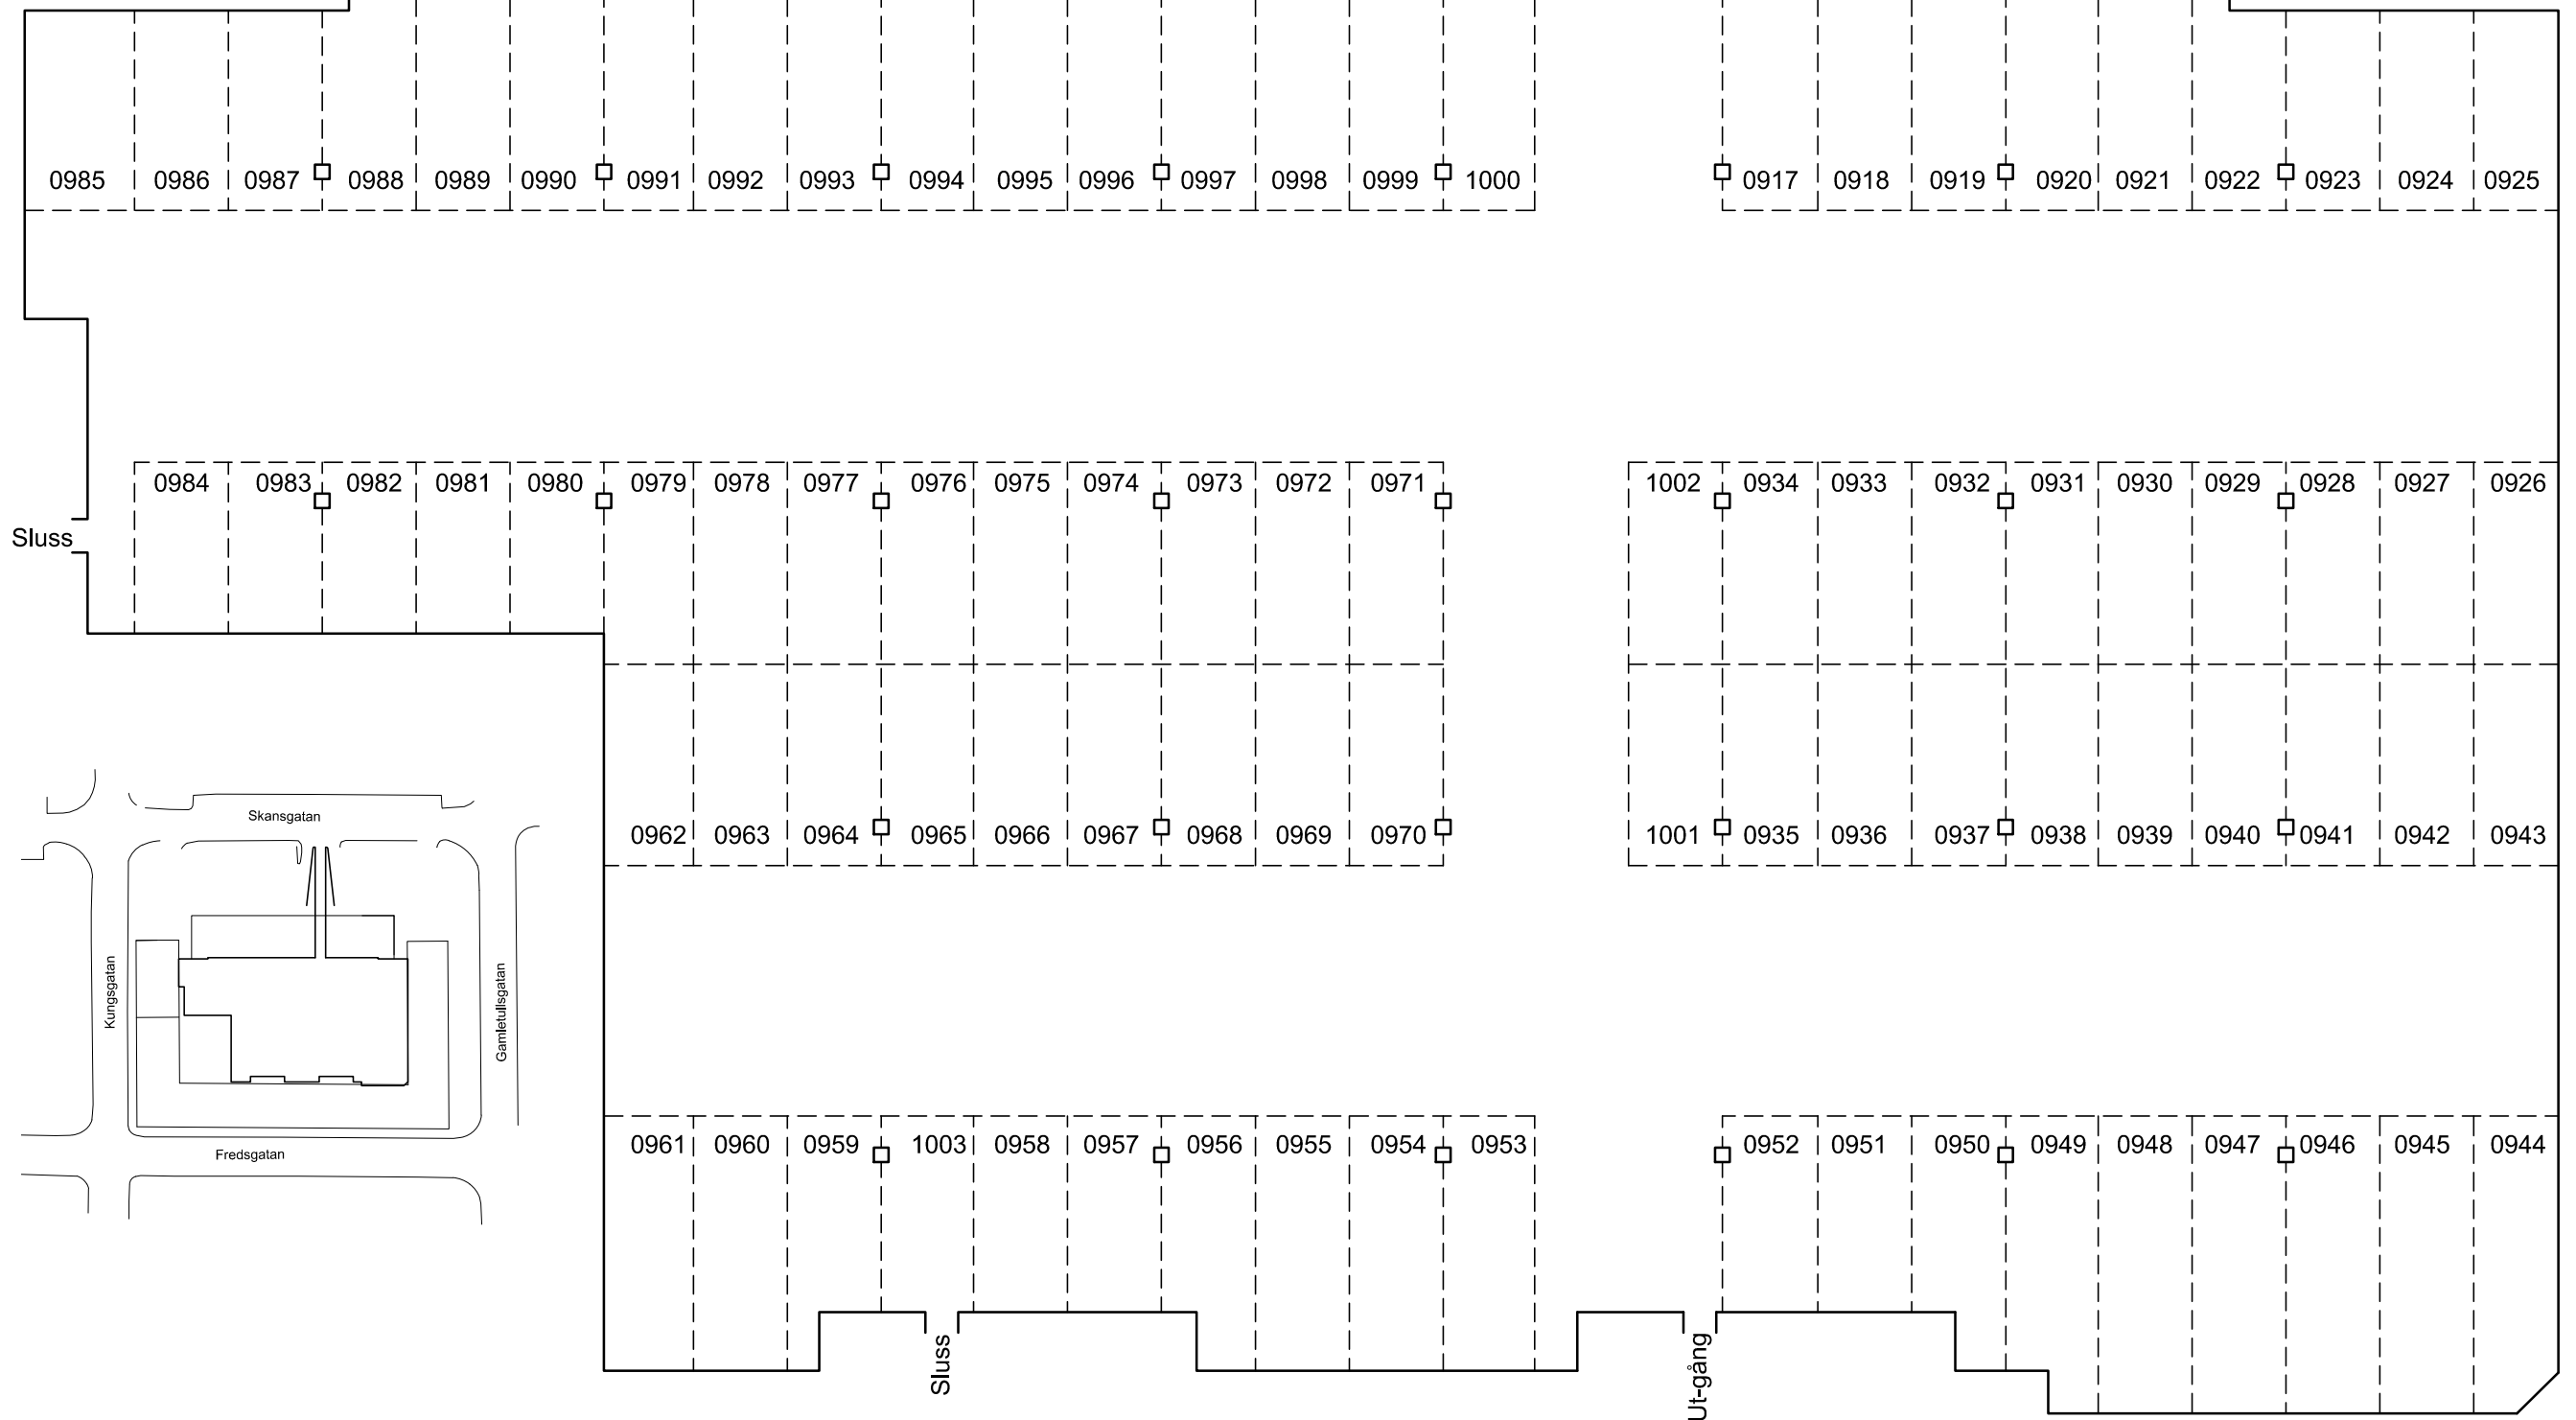 0985 0986 0987 0988 0989 0990 0991 0992 0993 0994 0995 0996 0997 0998 0999 1000 0917 0918 0919 0920 0921 0922 0923 0924 0925
0984 0983 0982 0981 0980 0979 0978 0977 0976 0975 0974 0973 0972 0971 1002 0934 0933 0932 0931 0930 0929 0928 0927 0926
Sluss
0962 0963 0964 0965 0966 0967 0968 0969 0970 1001 0935 0936 0937 0938 0939 0940 0941 0942 0943
Skansgatan
Kungsgatan
Gamletullsgatan
Fredsgatan
0961 0960 0959 1003 0958 0957 0956 0955 0954 0953 0952 0951 0950 0949 0948 0947 0946 0945 0944
Sluss
Ut-gång